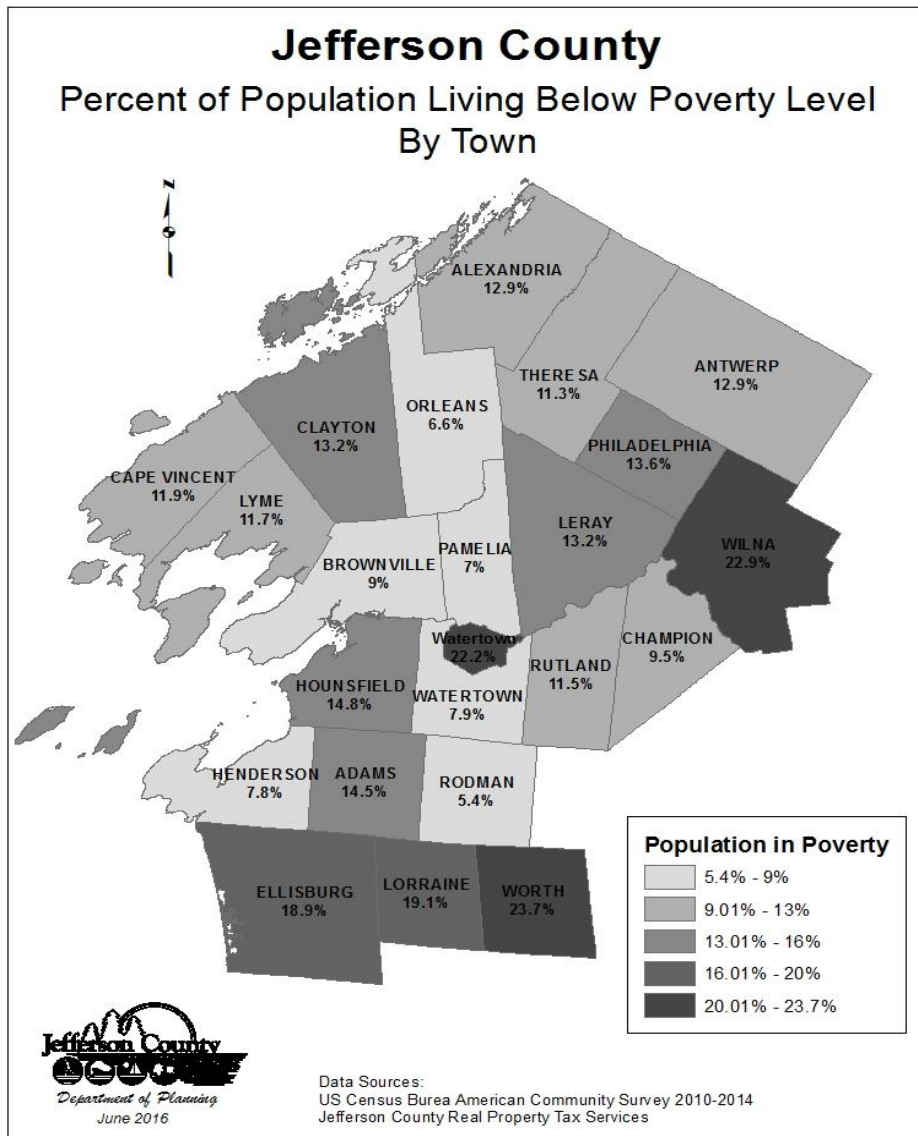 Jefferson County
Percent of Population Living Below Poverty Level
By Town
N
ALEXANDRIA
12.9%
ANTWERP
12.9%
THERESA
11.3%
ORLEANS
6.6%
CLAYTON
13.2%
PHILADELPHIA
13.6%
CAPE VINCENT
11.9%
LYME
11.7%
LERAY
13.2%
WILNA
22.9%
PAMELIA
7%
BROWNVILLE
9%
Watertown
22.2%
CHAMPION
9.5%
RUTLAND
11.5%
HOUNSFIELD
14.8%
WATERTOWN
7.9%
HENDERSON
7.8%
ADAMS
14.5%
RODMAN
5.4%
ELLISBURG
18.9%
LORRAINE
19.1%
WORTH
23.7%
Population in Poverty
5.4% - 9%
9.01% - 13%
13.01% - 16%
16.01% - 20%
20.01% - 23.7%
Jefferson County
Department of Planning
June 2016
Data Sources:
US Census Burea American Community Survey 2010-2014
Jefferson County Real Property Tax Services